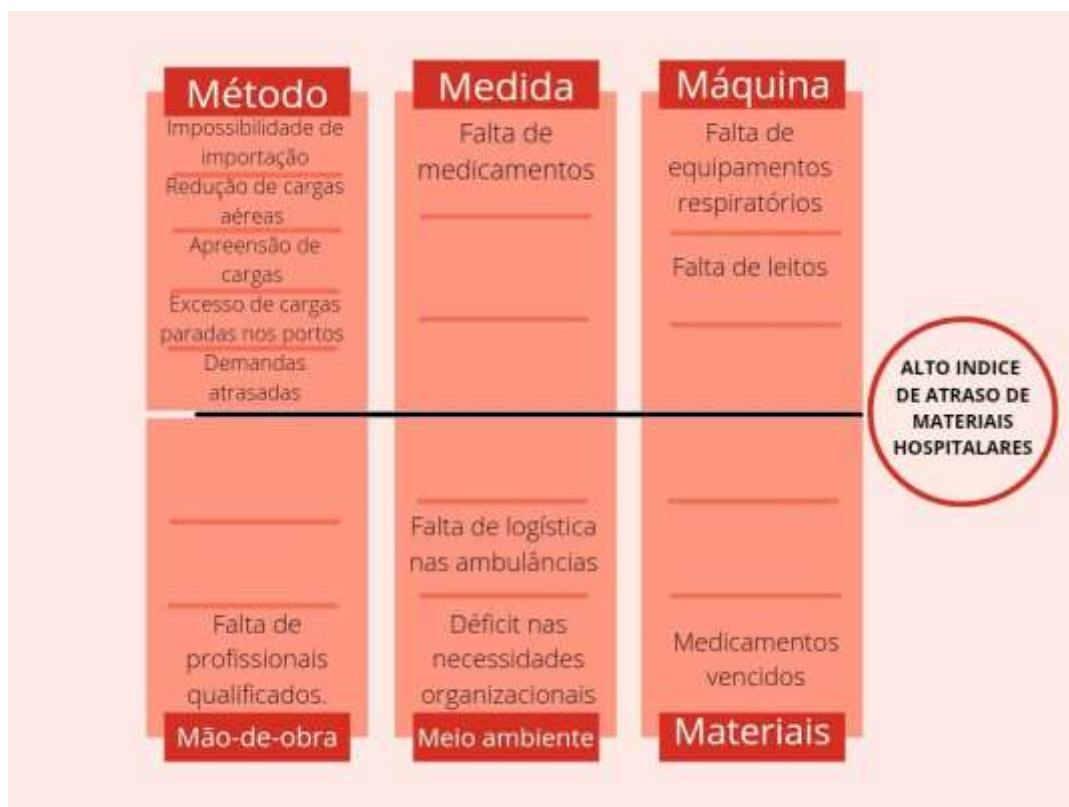 Método
Impossibilidade de
importação
Redução de cargas
aéreas
Apreensão de
cargas
Excesso de cargas
paradas nos portos
Demandas
atrasadas
Medida
Falta de
medicamentos
Máquina
Falta de
equipamentos
respiratórios
Falta de leitos
ALTO INDICE
DE ATRASO DE
MATERIAIS
HOSPITALARES
Falta de
profissionais
qualificados.
Mão-de-obra
Falta de logística
nas ambulâncias
Déficit nas
necessidades
organizacionais
Meio ambiente
Medicamentos
vencidos
Materiais